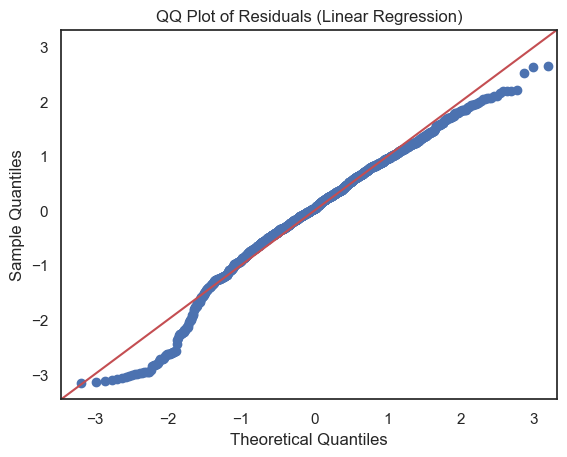 QQ Plot of Residuals (Linear Regression)
3
2
1
0
−1
−2
−3
Sample Quantiles
−3 −2 −1 0 1 2 3
Theoretical Quantiles